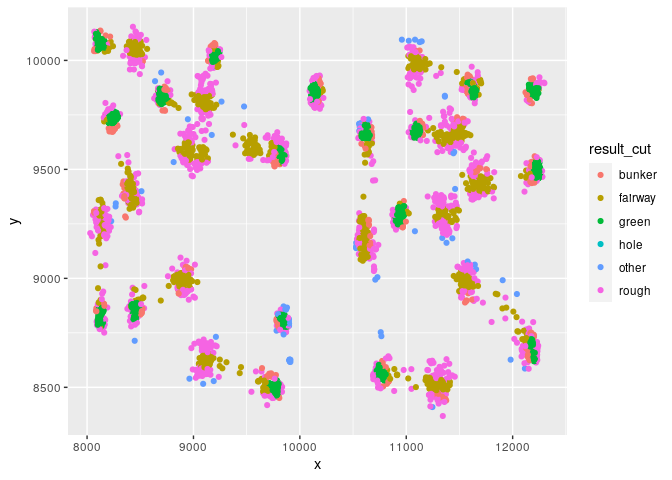 10000
9500
9000
8500
y
8000
9000
10000
11000
12000
x
result_cut
bunker
fairway
green
hole
other
rough